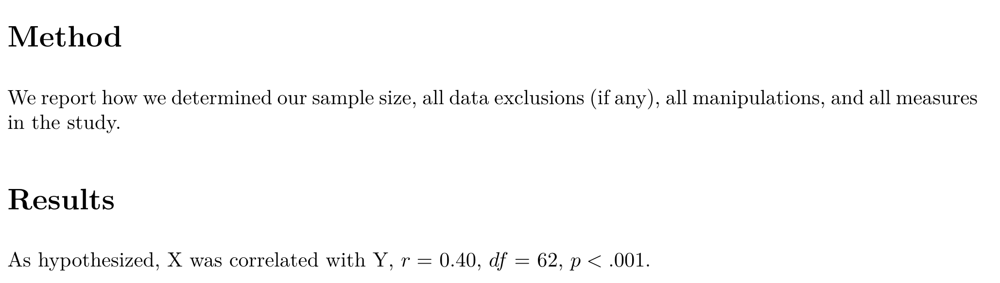 Method
We report how we determined our sample size, all data exclusions (if any), all manipulations, and all measures
in the study.
Results
As hypothesized, X was correlated with Y, r = 0.40, df = 62, p < .001.